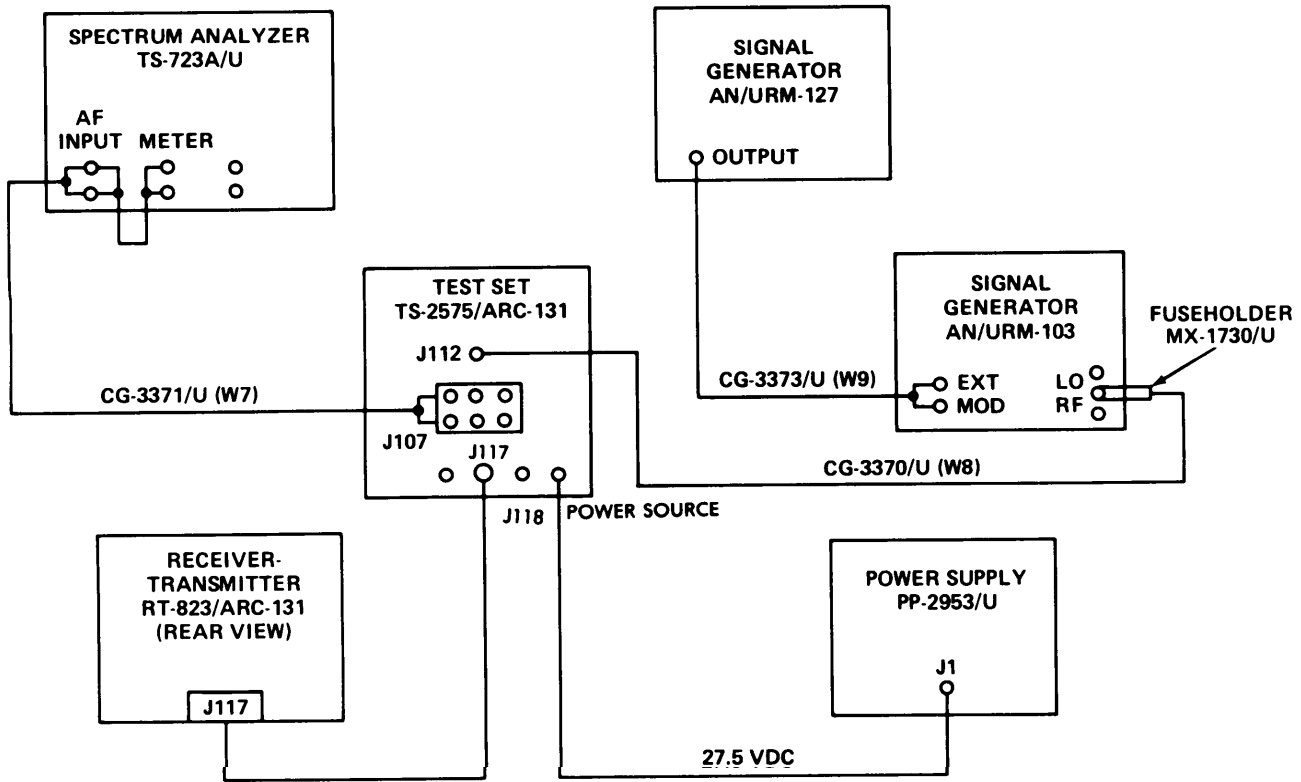 SPECTRUM ANALYZER
TS-723A/U
AF
INPUT METER
SIGNAL
GENERATOR
AN/URM-127
OUTPUT
TEST SET
TS-2575/ARC-131
J112
J107
J117
J118
POWER SOURCE
CG-3371/U (W7)
SIGNAL
GENERATOR
AN/URM-103
EXT
MOD
LO
RF
FUSEHOLDER
MX-1730/U
CG-3373/U (W9)
CG-3370/U (W8)
RECEIVER-
TRANSMITTER
RT-823/ARC-131
(REAR VIEW)
J117
POWER SUPPLY
PP-2953/U
J1
27.5 VDC